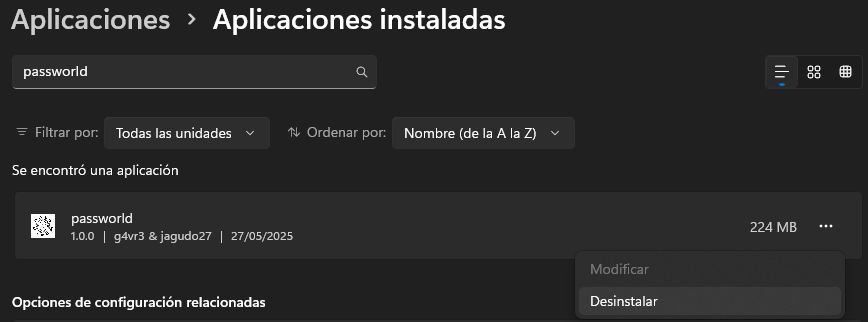 Aplicaciones > Aplicaciones instaladas
passworld
Filtrar por: Todas las unidades Ordenar por: Nombre (de la A la Z)
Se encontró una aplicación
passworld
1.0.0 | g4vr3 & jagudo27 | 27/05/2025
224 MB
Modificar
Opciones de configuración relacionadas
Desinstalar